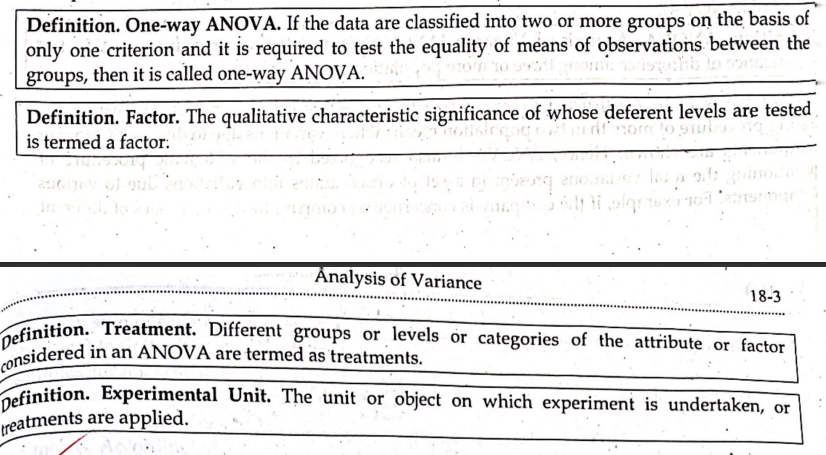 Definition. One-way ANOVA. If the data are classified into two or more groups on the basis of
only one criterion and it is required to test the equality of means of observations between the
groups, then it is called one-way ANOVA.
Definition. Factor. The qualitative characteristic significance of whose deferent levels are tested
is termed a factor.
Analysis of Variance
18-3
Definition. Treatment. Different groups or levels or categories of the attribute or factor
considered in an ANOVA are termed as treatments.
Definition. Experimental Unit. The unit or object on which experiment is undertaken, or
treatments are applied.